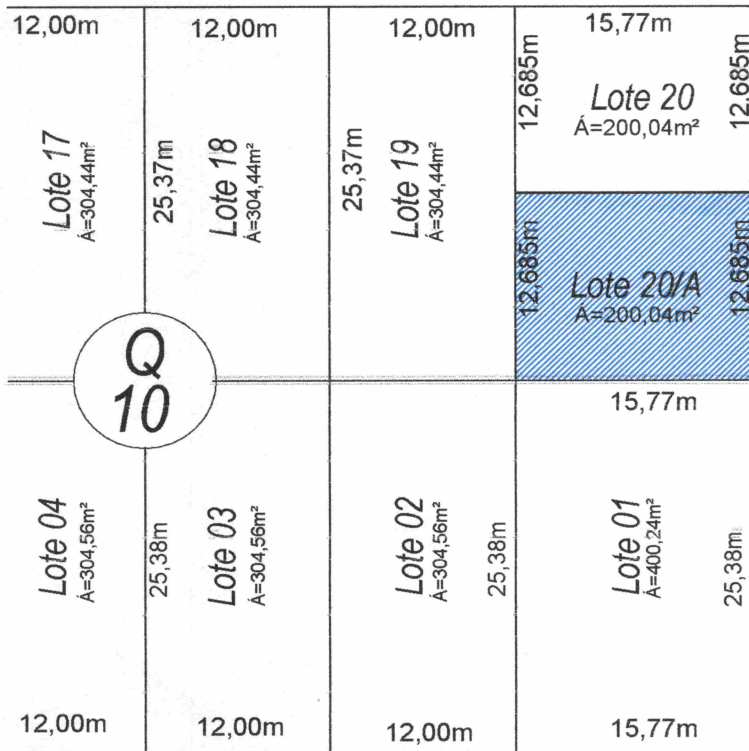 12,00m
12,00m
12,00m
15,77m
Lote 17
Á=304,44m²
25,37m
Lote 18
Á=304,44m²
25,37m
Lote 19
Á=304,44m²
12,685m
Lote 20
Á=200,04m²
12,685m
12,685m
Lote 20/A
A=200,04m²
12,685m
Q
10
15,77m
Lote 04
Á=304,56m²
25,38m
Lote 03
Á=304,56m²
Lote 02
Á=304,56m²
25,38m
Lote 01
Á=400,24m²
25,38m
12,00m
12,00m
12,00m
15,77m